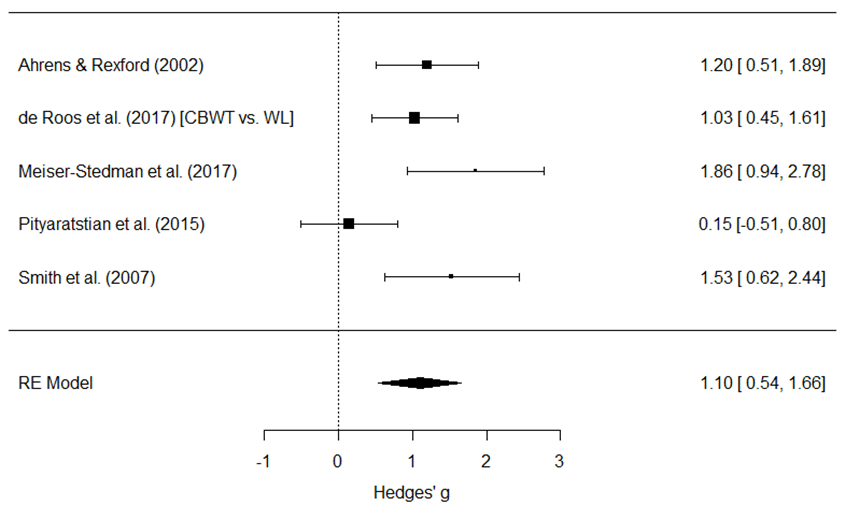 Ahrens & Rexford (2002) 1.20 [ 0.51, 1.89]
de Roos et al. (2017) [CBWT vs. WL] 1.03 [ 0.45, 1.61]
Meiser-Stedman et al. (2017) 1.86 [ 0.94, 2.78]
Pityaratstian et al. (2015) 0.15 [-0.51, 0.80]
Smith et al. (2007) 1.53 [ 0.62, 2.44]
RE Model 1.10 [ 0.54, 1.66]
-1 0 1 2 3
Hedges' g